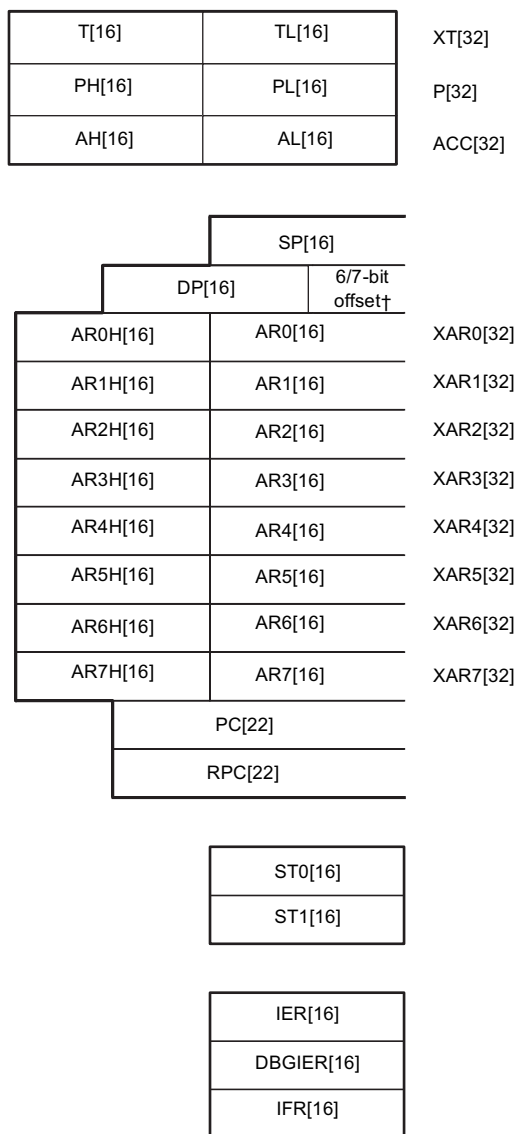 T[16] TL[16] XT[32]
PH[16] PL[16] P[32]
AH[16] AL[16] ACC[32]
SP[16]
DP[16] 6/7-bit
offset†
AR0H[16] AR0[16] XAR0[32]
AR1H[16] AR1[16] XAR1[32]
AR2H[16] AR2[16] XAR2[32]
AR3H[16] AR3[16] XAR3[32]
AR4H[16] AR4[16] XAR4[32]
AR5H[16] AR5[16] XAR5[32]
AR6H[16] AR6[16] XAR6[32]
AR7H[16] AR7[16] XAR7[32]
PC[22]
RPC[22]
ST0[16]
ST1[16]
IER[16]
DBGIER[16]
IFR[16]